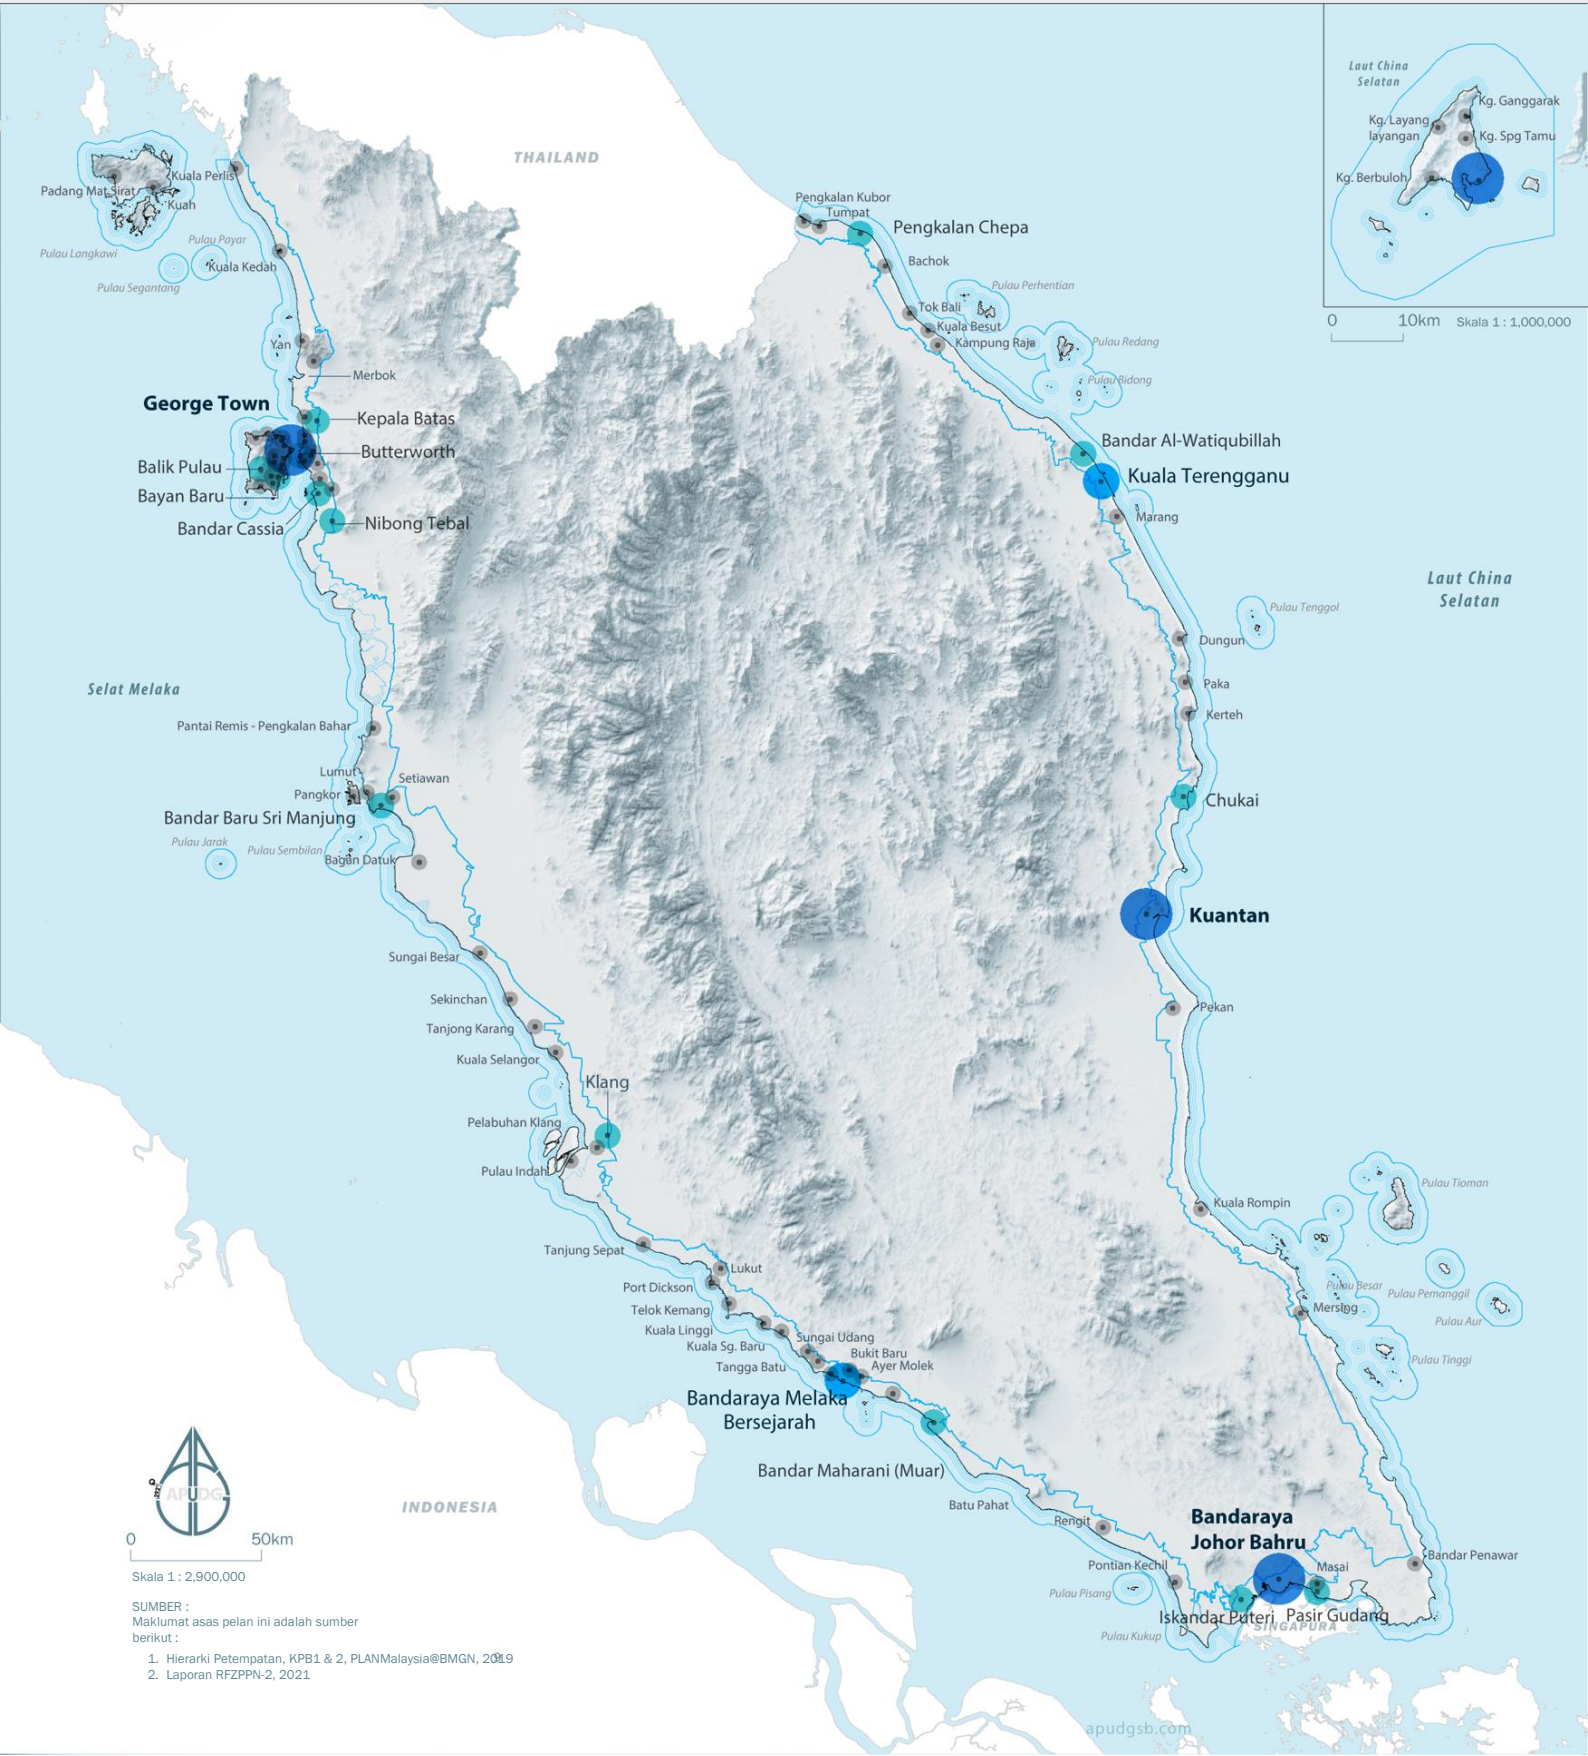 Laut China
Selatan
Kg. Ganggarak
Kg. Layang
layangan
Kg. Spg Tamu
Kg. Berbuloh
0 10km Skala 1 : 1,000,000
THAILAND
Kuala Perlis
Padang Mat Sirat
Kuah
Pulau Langkawi
Pulau Payar
Kuala Kedah
Pulau Segantang
Yan
Merbok
George Town
Kepala Batas
Butterworth
Balik Pulau
Bayan Baru
Bandar Cassia
Nibong Tebal
Pengkalan Kubor
Tumpat
Pengkalan Chepa
Bachok
Pulau Perhentian
Tok Bali
Kuala Besut
Kampung Raja
Pulau Redang
Pulau Bidong
Bandar Al-Watiqubillah
Kuala Terengganu
Marang
Laut China
Selatan
Pulau Tenggol
Dungun
Paka
Kerteh
Chukai
Kuantan
Pekan
Selat Melaka
Pantai Remis - Pengkalan Bahar
Lumut
Setiawan
Pangkor
Bandar Baru Sri Manjung
Pulau Jarak
Pulau Sembilan
Bagan Datuk
Sungai Besar
Sekinchan
Tanjong Karang
Kuala Selangor
Klang
Pelabuhan Klang
Pulau Indah
Tanjung Sepat
Lukut
Port Dickson
Telok Kemang
Kuala Linggi
Kuala Sg. Baru
Sungai Udang
Tangga Batu
Bukit Baru
Ayer Molek
Bandaraya Melaka
Bersejarah
Bandar Maharani (Muar)
Batu Pahat
Rengit
Pontian Kechil
Pulau Pisang
Pulau Kukup
Kuala Rompin
Pulau Tioman
Pulau Besar
Pulau Pemanggil
Mersing
Pulau Aur
Pulau Tinggi
Bandaraya
Johor Bahru
Masai
Bandar Penawar
Iskandar Puteri
Pasir Gudang
SINGAPURA
INDONESIA
APUDG
0 50km
Skala 1 : 2,900,000
SUMBER :
Maklumat asas pelan ini adalah sumber
berikut :
1. Hierarki Petempatan, KPB1 & 2, PLANMalaysia@BMGN, 2019
2. Laporan RFZPPN-2, 2021
apudgsb.com